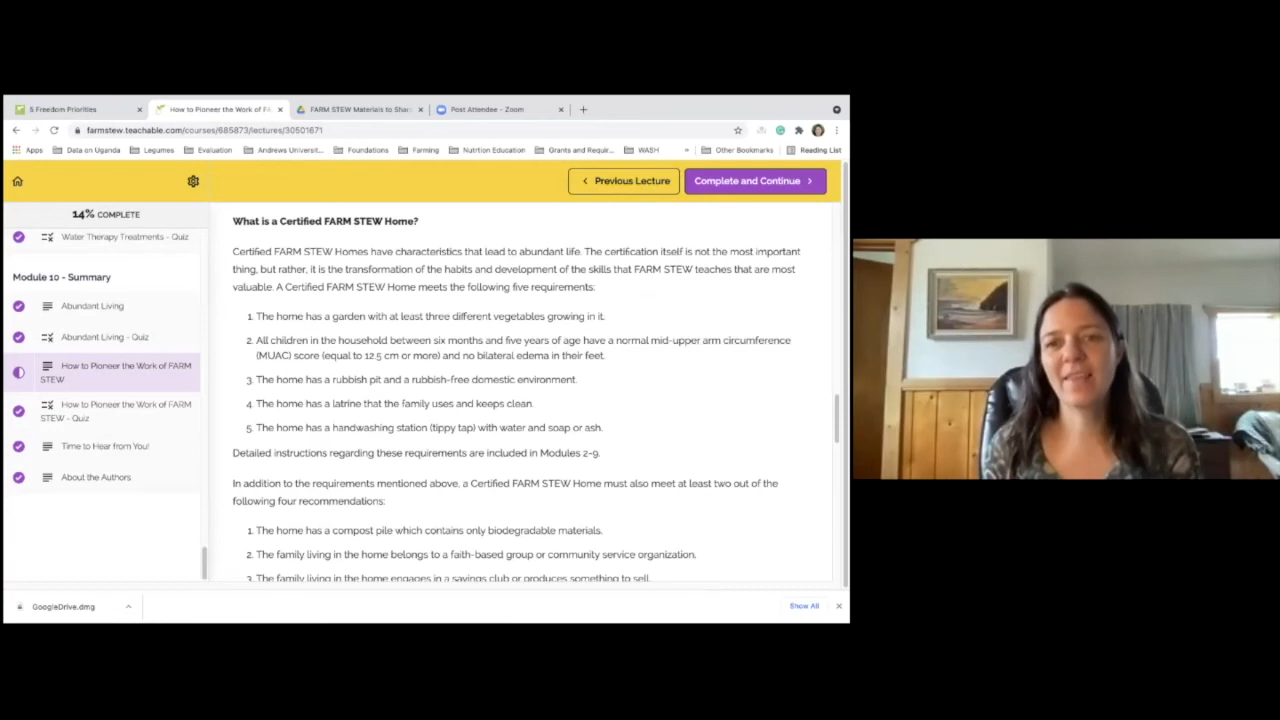 5 Freedom Priorities
How to Pioneer the Work of FA
FARM STEW Materials to Shar
Post Attendee - Zoom
farmstew.teachable.com/courses/685873/lectures/30501671
Apps Data on Uganda Legumes Evaluation Andrews Universit... Foundations Farming Nutrition Education Grants and Requir... WASH » Other Bookmarks Reading List
Previous Lecture
Complete and Continue
14% COMPLETE
Water Therapy Treatments - Quiz
Module 10 - Summary
Abundant Living
Abundant Living - Quiz
How to Pioneer the Work of FARM
STEW
How to Pioneer the Work of FARM
STEW - Quiz
Time to Hear from You!
About the Authors
What is a Certified FARM STEW Home?
Certified FARM STEW Homes have characteristics that lead to abundant life. The certification itself is not the most important
thing, but rather, it is the transformation of the habits and development of the skills that FARM STEW teaches that are most
valuable. A Certified FARM STEW Home meets the following five requirements:
1. The home has a garden with at least three different vegetables growing in it.
2. All children in the household between six months and five years of age have a normal mid-upper arm circumference
(MUAC) score (equal to 12.5 cm or more) and no bilateral edema in their feet.
3. The home has a rubbish pit and a rubbish-free domestic environment.
4. The home has a latrine that the family uses and keeps clean.
5. The home has a handwashing station (tippy tap) with water and soap or ash.
Detailed instructions regarding these requirements are included in Modules 2-9.
In addition to the requirements mentioned above, a Certified FARM STEW Home must also meet at least two out of the
following four recommendations:
1. The home has a compost pile which contains only biodegradable materials.
2. The family living in the home belongs to a faith-based group or community service organization.
3. The family living in the home engages in a savings club or produces something to sell.
GoogleDrive.dmg
Show All